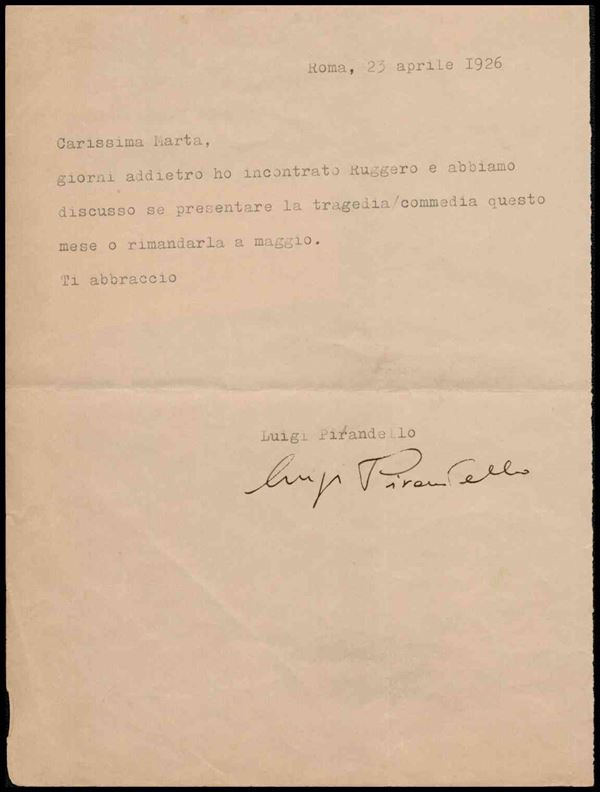 Roma, 23 aprile 1926
Carissima Marta,
giorni addietro ho incontrato Ruggero e abbiamo
discusso se presentare la tragedia/commedia questo
mese o rimandarla a maggio.
Ti abbraccio
Luigi Pirandello
Luigi Pirandello